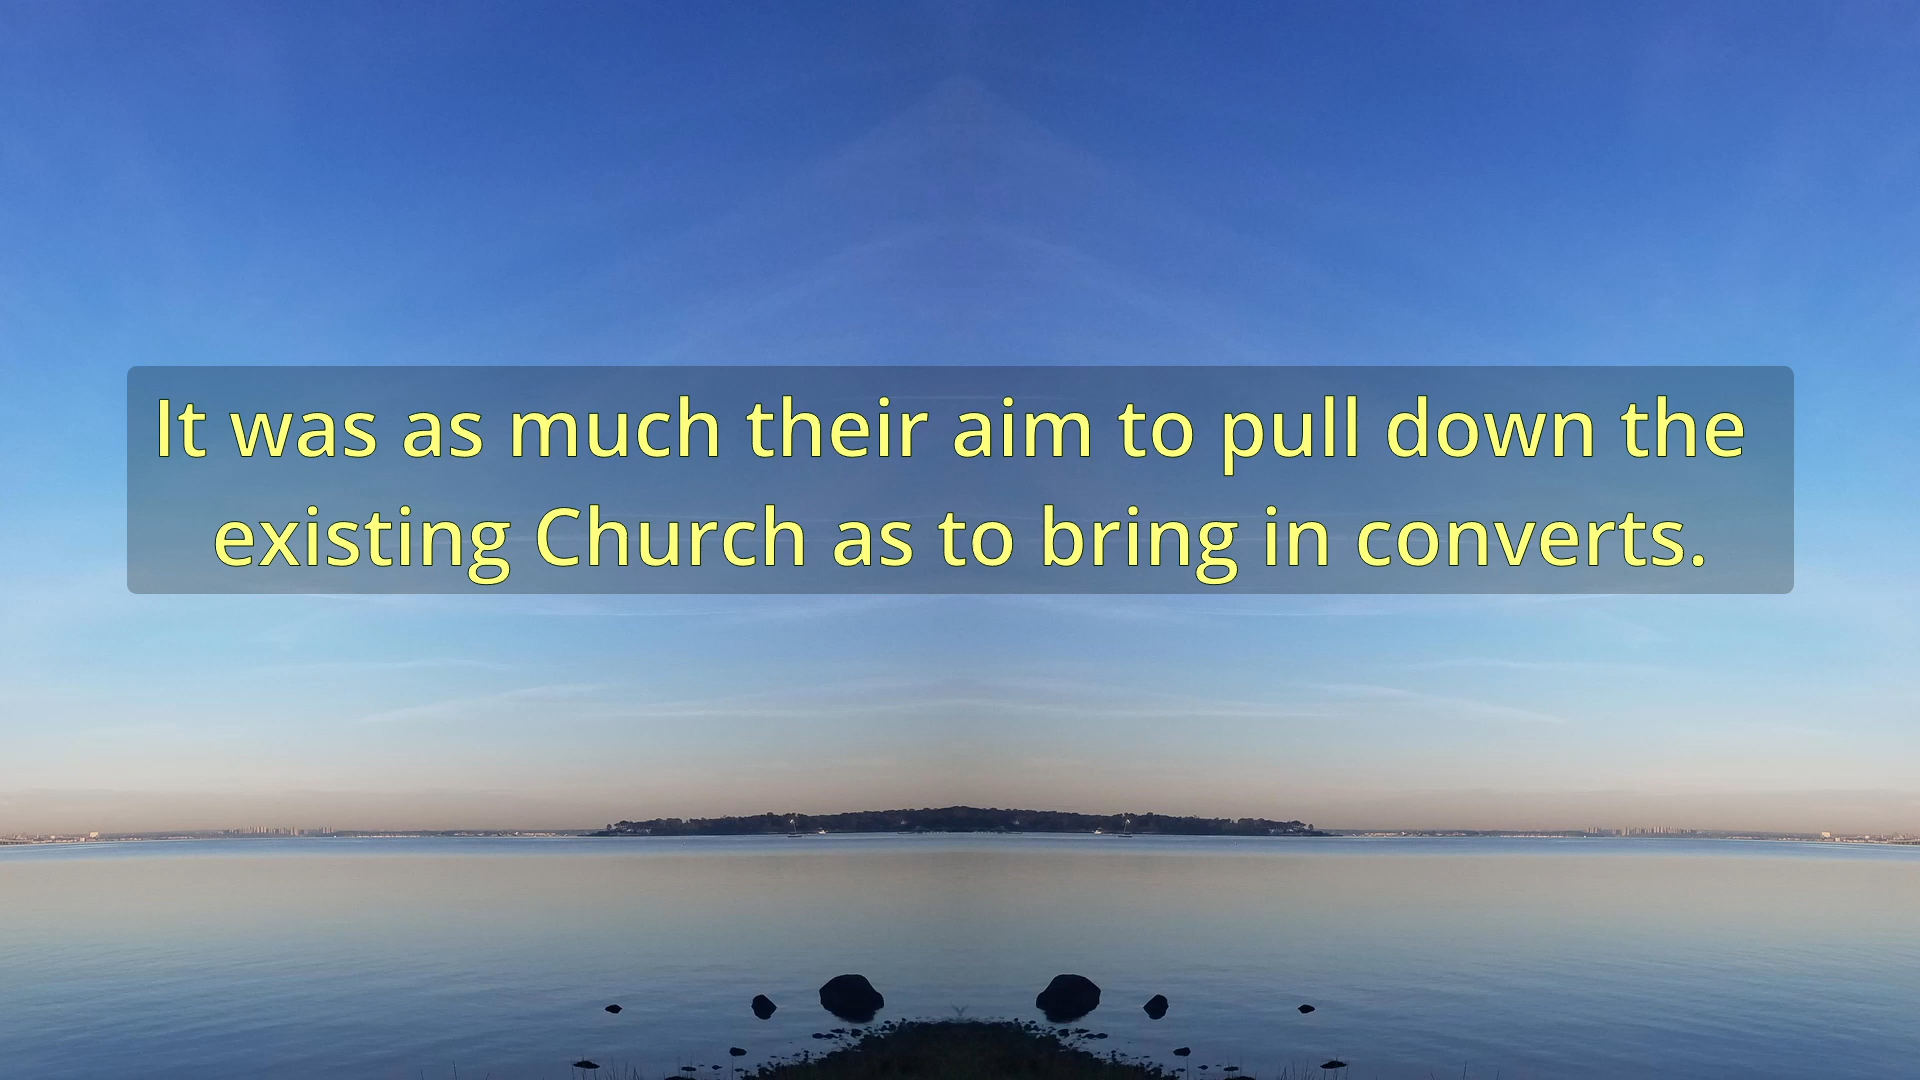 It was as much their aim to pull down the
existing Church as to bring in converts.